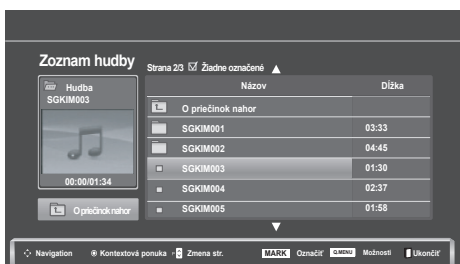 Zoznam hudby
Strana 2/3 ☑ Žiadne označené
Hudba
SGKIM003
00:00/01:34
O priečinok nahor
Názov Dĺžka
O priečinok nahor
SGKIM001 03:33
SGKIM002 04:45
SGKIM003 01:30
SGKIM004 02:37
SGKIM005 01:58
Navigation Kontextová ponuka Zmena str. MARK Označiť Q.MENU Možnosti Ukončiť